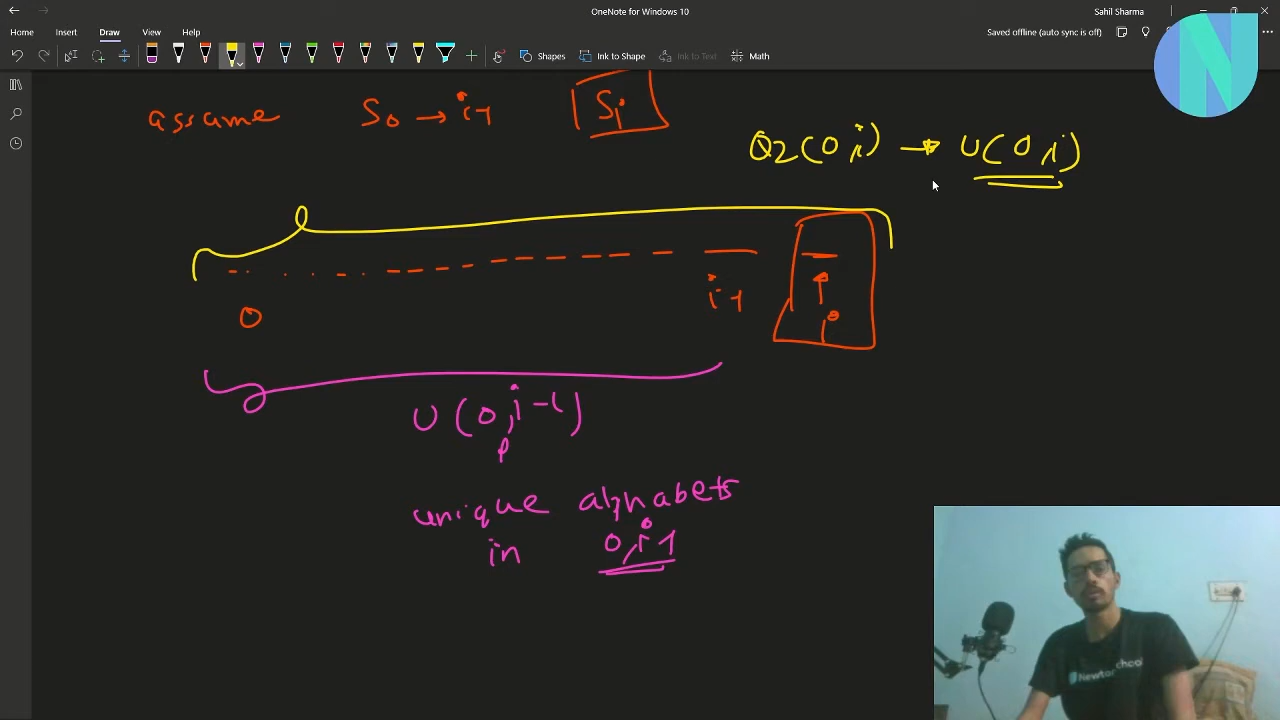 OneNote for Windows 10
Sahil Sharma
Home Insert Draw View Help
Saved offline (auto sync is off)
Shapes Ink to Shape Ink to Text Math
assume S0 → i-1 Si
Q2(0,i) → U(0,i)
0 i-1 i
U(0,i-1)
unique alphabets
in 0,i-1
Newton School